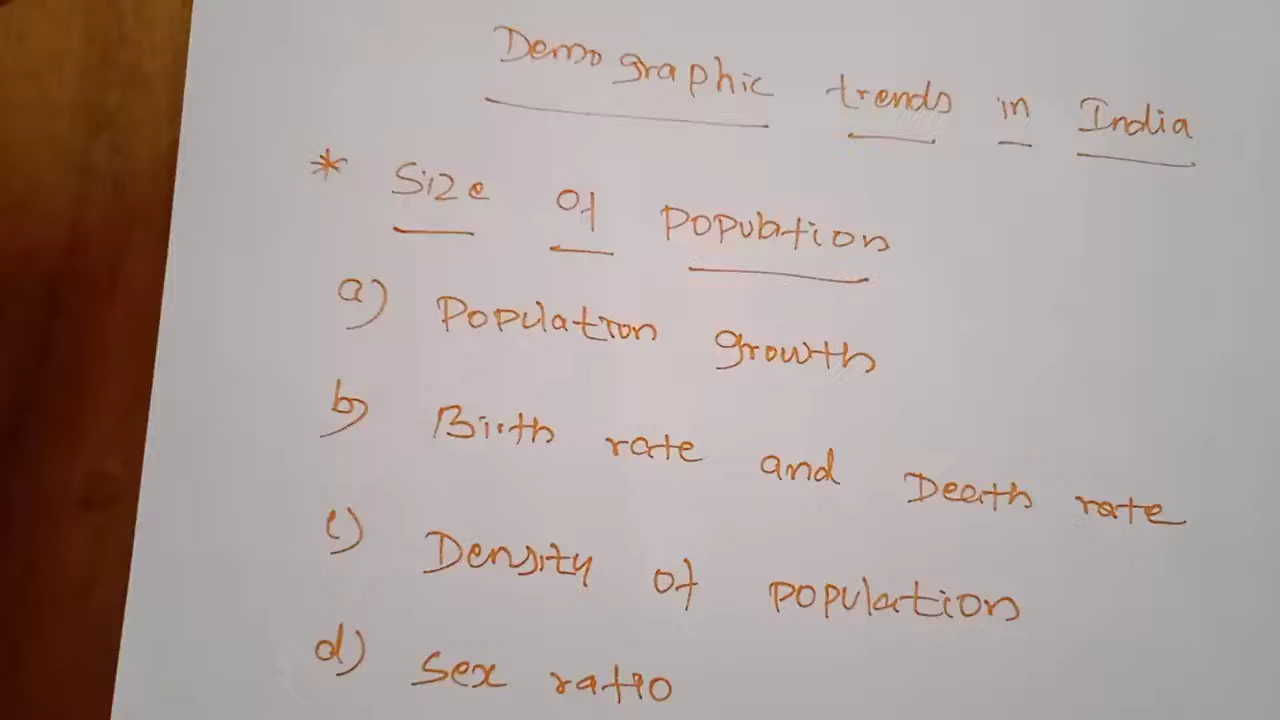 Demographic trends in India
* Size of Population
a) Population growth
b) Birth rate and Death rate
c) Density of population
d) Sex ratio